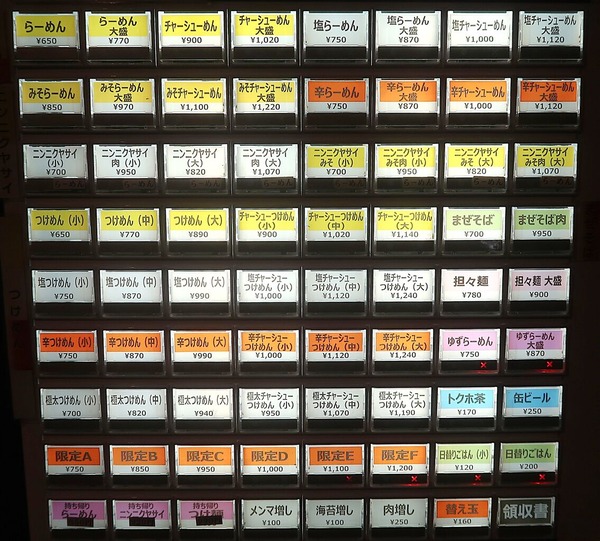 らーめん
¥650
らーめん
大盛
¥770
チャーシューめん
¥900
チャーシューめん
大盛
¥1,020
塩らーめん
¥750
塩らーめん
大盛
¥870
塩チャーシューめん
¥1,000
塩チャーシューめん
大盛
¥1,120
みそらーめん
¥850
みそらーめん
大盛
¥970
みそチャーシューめん
¥1,100
みそチャーシューめん
大盛
¥1,220
辛らーめん
¥750
辛らーめん
大盛
¥870
辛チャーシューめん
¥1,000
辛チャーシューめん
大盛
¥1,120
ニンニクヤサイ
(小)
¥700
ニンニクヤサイ
肉(小)
¥950
ニンニクヤサイ
(大)
¥820
ニンニクヤサイ
肉(大)
¥1,070
ニンニクヤサイ
みそ(小)
¥700
ニンニクヤサイ
みそ肉(小)
¥950
ニンニクヤサイ
みそ(大)
¥820
ニンニクヤサイ
みそ肉(大)
¥1,070
つけめん(小)
¥650
つけめん(中)
¥770
つけめん(大)
¥890
チャーシューつけめん
(小)
¥900
チャーシューつけめん
(中)
¥1,020
チャーシューつけめん
(大)
¥1,140
まぜそば
¥700
まぜそば肉
¥950
塩つけめん(小)
¥750
塩つけめん(中)
¥870
塩つけめん(大)
¥990
塩チャーシュー
つけめん(小)
¥1,000
塩チャーシュー
つけめん(中)
¥1,120
塩チャーシュー
つけめん(大)
¥1,240
担々麺
¥780
担々麺 大盛
¥900
辛つけめん(小)
¥750
辛つけめん(中)
¥870
辛つけめん(大)
¥990
辛チャーシュー
つけめん(小)
¥1,000
辛チャーシュー
つけめん(中)
¥1,120
辛チャーシュー
つけめん(大)
¥1,240
ゆずらーめん
¥750
ゆずらーめん
大盛
¥870
極太つけめん(小)
¥700
極太つけめん(中)
¥820
極太つけめん(大)
¥940
極太チャーシュー
つけめん(小)
¥950
極太チャーシュー
つけめん(中)
¥1,070
極太チャーシュー
つけめん(大)
¥1,190
トクホ茶
¥170
缶ビール
¥250
限定A
¥750
限定B
¥850
限定C
¥950
限定D
¥1,000
限定E
¥1,100
限定F
¥1,200
日替りごはん(小)
¥120
日替りごはん
¥200
持ち帰り
らーめん
持ち帰り
ニンニクヤサイ
持ち帰り
つけ麺
メンマ増し
¥100
海苔増し
¥100
肉増し
¥250
替え玉
¥160
領収書